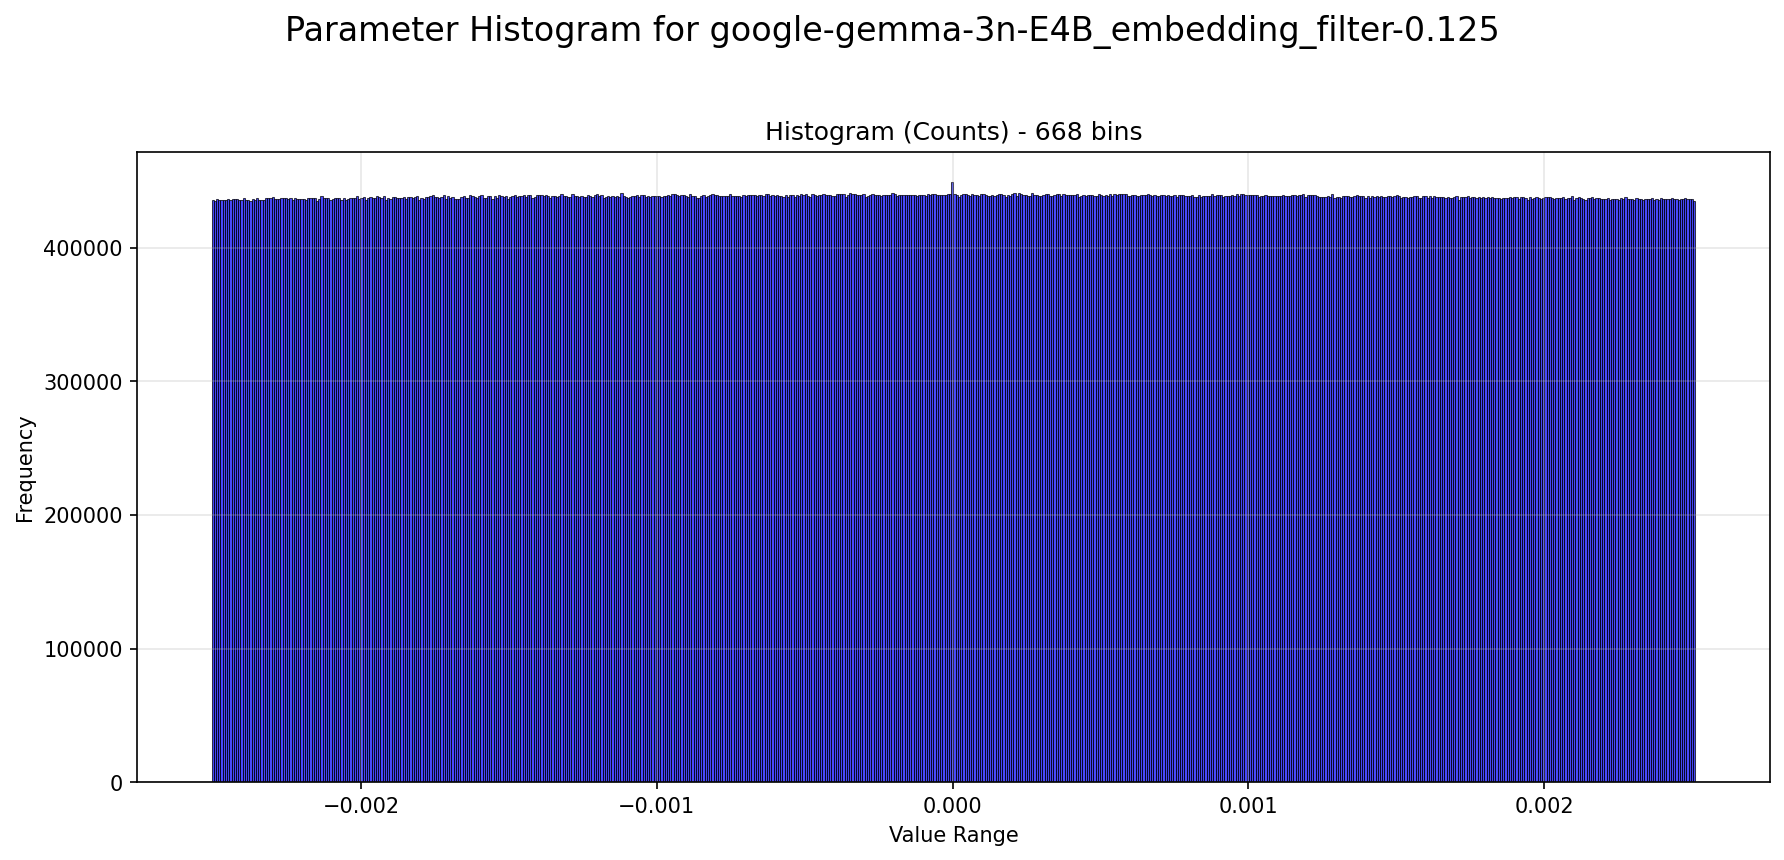 Parameter Histogram for google-gemma-3n-E4B_embedding_filter-0.125
Histogram (Counts) - 668 bins
400000
300000
200000
100000
0
Frequency
−0.002
−0.001
0.000
0.001
0.002
Value Range